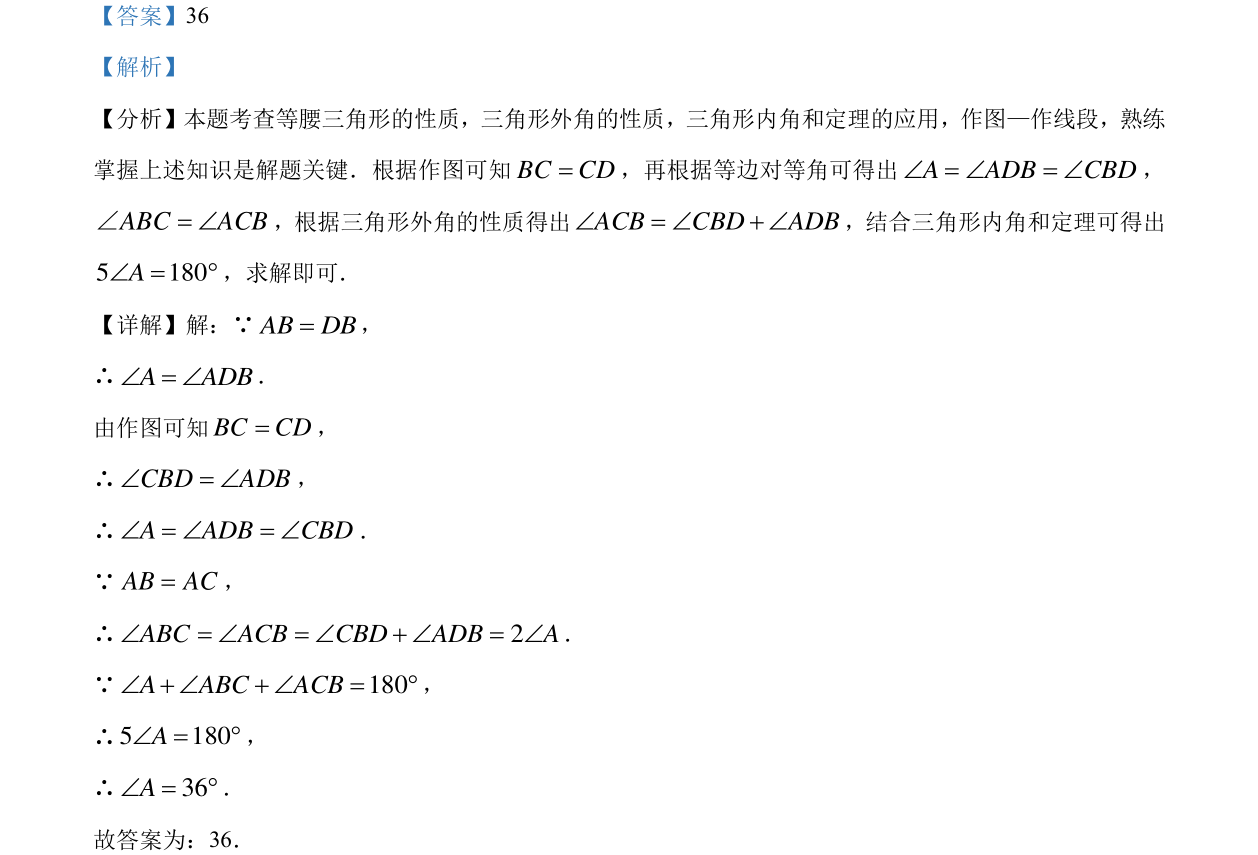 【答案】36
【解析】
【分析】本题考查等腰三角形的性质，三角形外角的性质，三角形内角和定理的应用，作图—作线段，熟练
掌握上述知识是解题关键．根据作图可知 BC = CD ，再根据等边对等角可得出 ∠A = ∠ADB = ∠CBD ，
∠ABC = ∠ACB ，根据三角形外角的性质得出 ∠ACB = ∠CBD + ∠ADB ，结合三角形内角和定理可得出
5∠A = 180° ，求解即可．
【详解】解：∵ AB = DB ，
∴ ∠A = ∠ADB ．
由作图可知 BC = CD ，
∴ ∠CBD = ∠ADB ，
∴ ∠A = ∠ADB = ∠CBD ．
∵ AB = AC ，
∴ ∠ABC = ∠ACB = ∠CBD + ∠ADB = 2∠A ．
∵ ∠A + ∠ABC + ∠ACB = 180° ，
∴ 5∠A = 180° ，
∴ ∠A = 36° ．
故答案为：36．